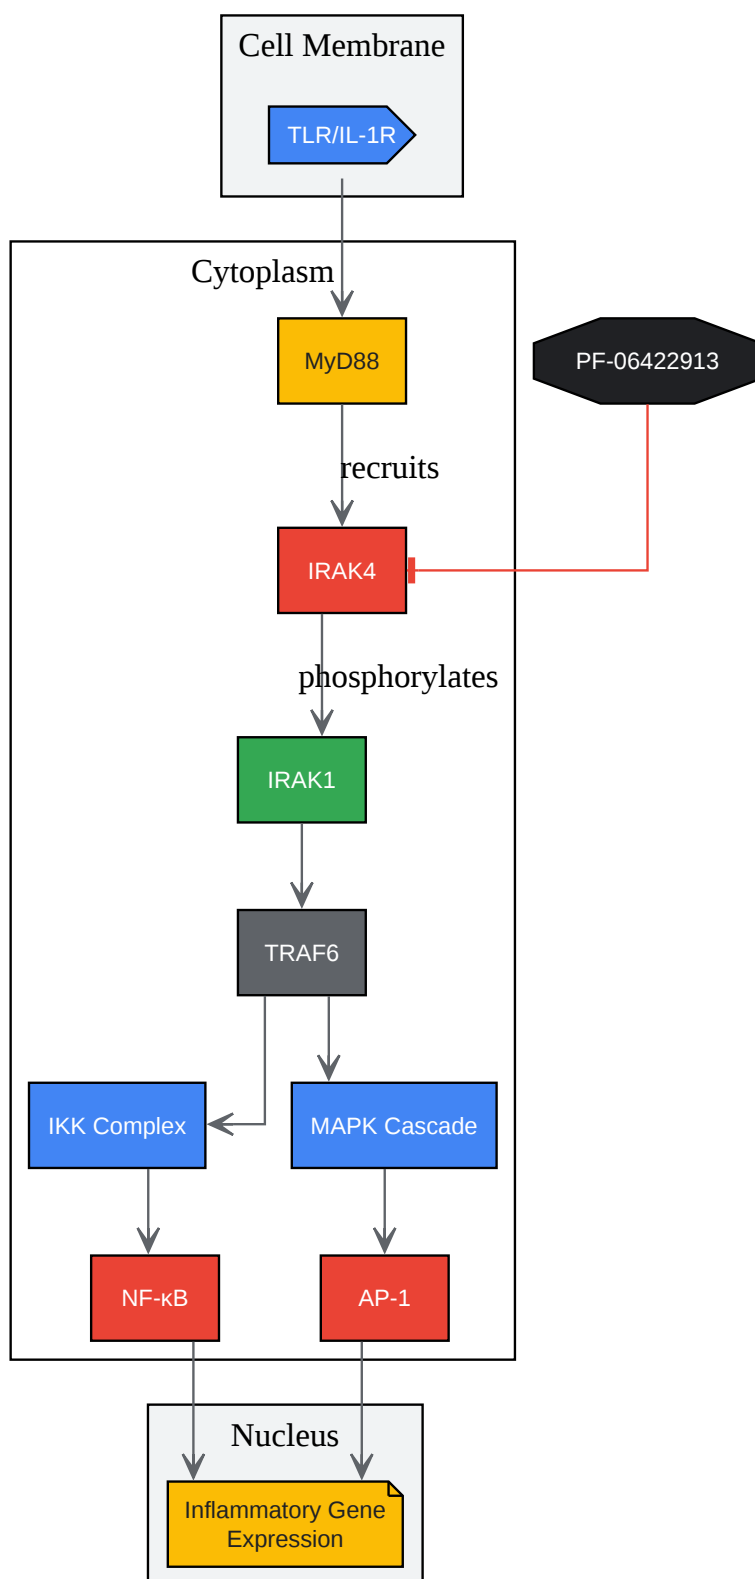 Cell Membrane
TLR/IL-1R
Cytoplasm
MyD88
PF-06422913
recruits
IRAK4
phosphorylates
IRAK1
TRAF6
IKK Complex
MAPK Cascade
NF-κB
AP-1
Nucleus
Inflammatory Gene
Expression